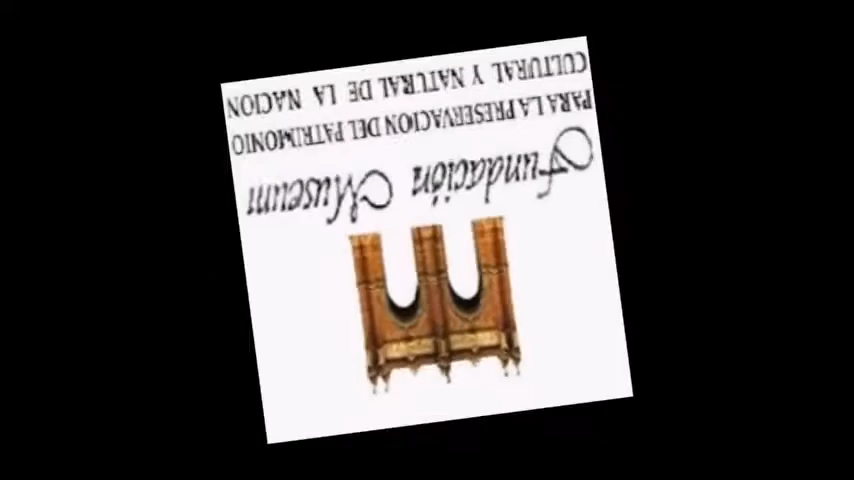 Fundación Museum
PARA LA PRESERVACION DEL PATRIMONIO
CULTURAL Y NATURAL DE LA NACION